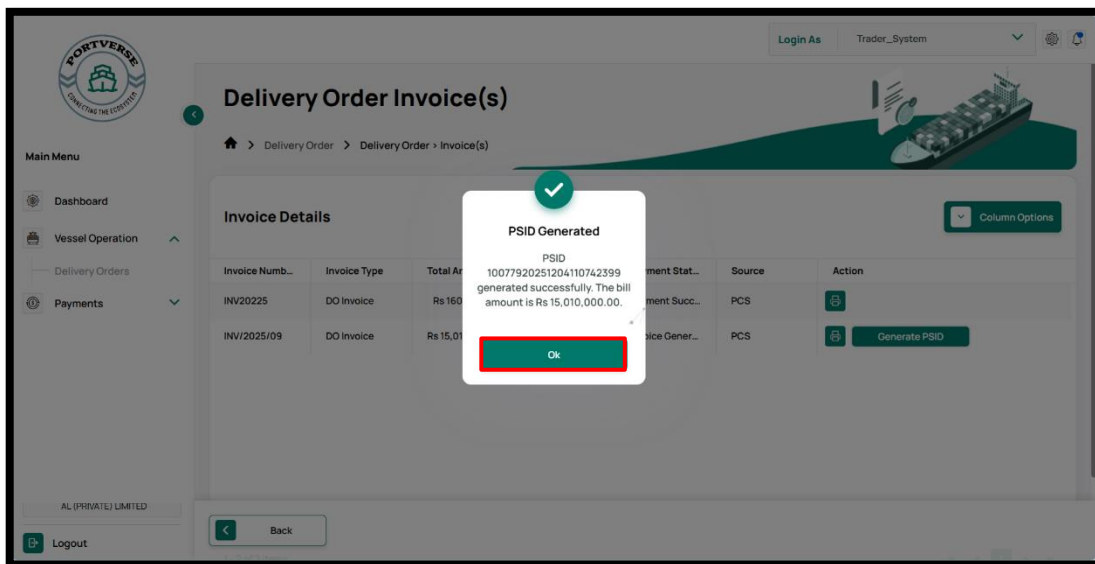 PORTVERSE
CONNECTING THE ECOSYSTEM
Login As Trader_System
Delivery Order Invoice(s)
Delivery Order > Delivery Order > Invoice(s)
Main Menu
Dashboard
Vessel Operation
Delivery Orders
Payments
Invoice Details
Column Options
Invoice Numb... Invoice Type Total Ar ment Stat... Source Action
INV20225 DO Invoice Rs 160 ment Succ... PCS
INV/2025/09 DO Invoice Rs 15,01 oice Gener... PCS Generate PSID
PSID Generated
PSID
10077920251204110742399
generated successfully. The bill
amount is Rs 15,010,000.00.
Ok
AL (PRIVATE) LIMITED
Back
Logout